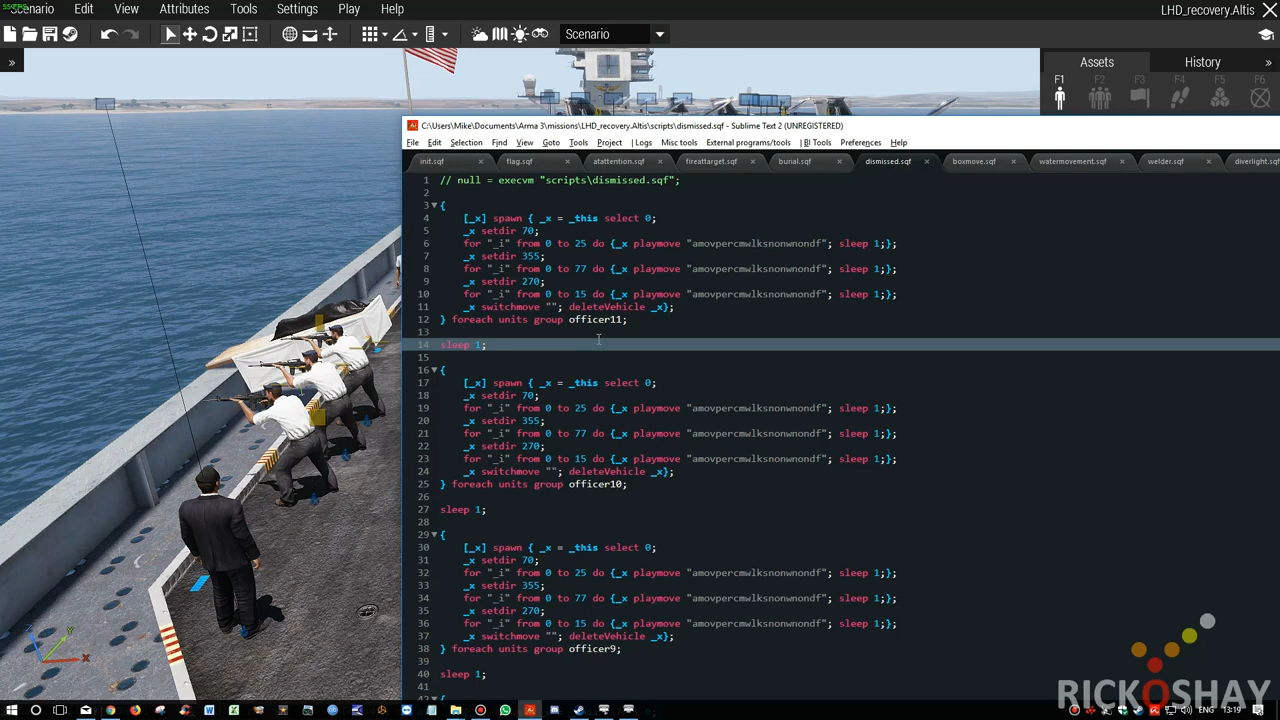 Scenario Edit View Attributes Tools Settings Play Help
LHD_recovery.Altis
Scenario
Assets History
F1 F2 F3 F4 F5 F6
C:\Users\Mike\Documents\Arma 3\missions\LHD_recovery.Altis\scripts\dismissed.sqf - Sublime Text 2 (UNREGISTERED)
File Edit Selection Find View Goto Tools Project | Logs Misc tools External programs/tools | BI Tools Preferences Help
init.sqf flag.sqf atattention.sqf fireattarget.sqf burial.sqf dismissed.sqf boxmove.sqf watermovement.sqf welder.sqf diverlight.sqf
1 // null = execvm "scripts\dismissed.sqf";
2
3 {
4 [_x] spawn { _x = _this select 0;
5 _x setdir 70;
6 for "_i" from 0 to 25 do {_x playmove "amovpercmwlksnonwnondf"; sleep 1;};
7 _x setdir 355;
8 for "_i" from 0 to 77 do {_x playmove "amovpercmwlksnonwnondf"; sleep 1;};
9 _x setdir 270;
10 for "_i" from 0 to 15 do {_x playmove "amovpercmwlksnonwnondf"; sleep 1;};
11 _x switchmove ""; deleteVehicle _x};
12 } foreach units group officer11;
13
14 sleep 1;
15
16 {
17 [_x] spawn { _x = _this select 0;
18 _x setdir 70;
19 for "_i" from 0 to 25 do {_x playmove "amovpercmwlksnonwnondf"; sleep 1;};
20 _x setdir 355;
21 for "_i" from 0 to 77 do {_x playmove "amovpercmwlksnonwnondf"; sleep 1;};
22 _x setdir 270;
23 for "_i" from 0 to 15 do {_x playmove "amovpercmwlksnonwnondf"; sleep 1;};
24 _x switchmove ""; deleteVehicle _x};
25 } foreach units group officer10;
26
27 sleep 1;
28
29 {
30 [_x] spawn { _x = _this select 0;
31 _x setdir 70;
32 for "_i" from 0 to 25 do {_x playmove "amovpercmwlksnonwnondf"; sleep 1;};
33 _x setdir 355;
34 for "_i" from 0 to 77 do {_x playmove "amovpercmwlksnonwnondf"; sleep 1;};
35 _x setdir 270;
36 for "_i" from 0 to 15 do {_x playmove "amovpercmwlksnonwnondf"; sleep 1;};
37 _x switchmove ""; deleteVehicle _x};
38 } foreach units group officer9;
39
40 sleep 1;
41
42 {
Z Y X
RICKOSHAY
13:19